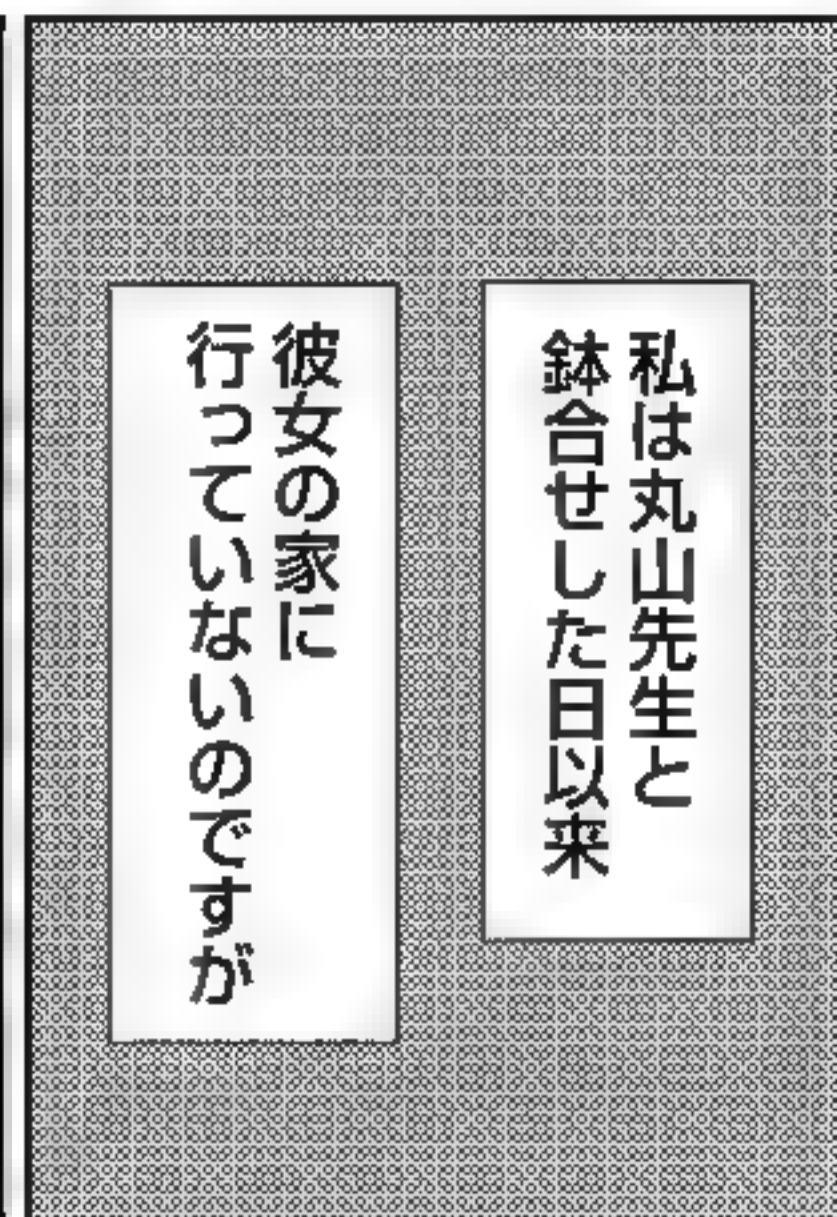 私は丸山先生と
鉢合せした日以来
彼女の家に
行っていないのですが